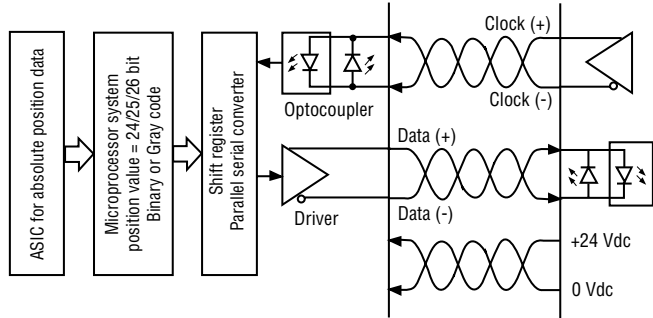 ASIC for absolute position data
Microprocessor system
position value = 24/25/26 bit
Binary or Gray code
Shift register
Parallel serial converter
Optocoupler
Driver
Clock (+)
Clock (-)
Data (+)
Data (-)
+24 Vdc
0 Vdc